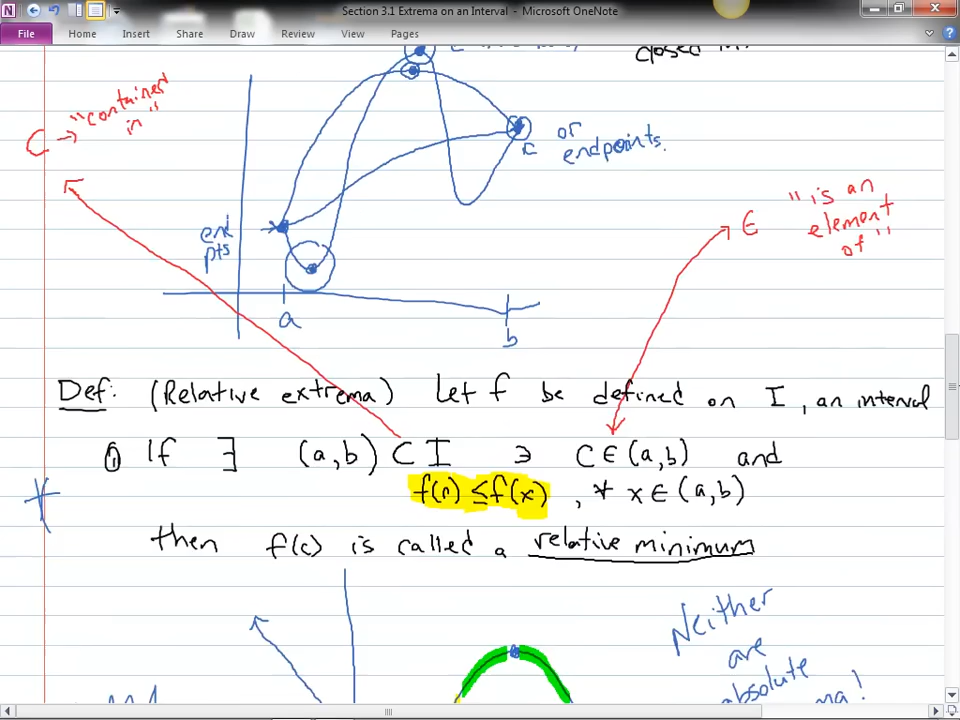 Section 3.1 Extrema on an Interval - Microsoft OneNote
File Home Insert Share Draw Review View Pages
⊂ → "contained in"
or endpoints.
end pts
a
b
∈ "is an element of"
Def: (Relative extrema) Let f be defined on I, an interval
① If ∃ (a,b) ⊂ I ∋ c ∈ (a,b) and
f(c) ≤ f(x), ∀ x ∈ (a,b)
then f(c) is called a relative minimum
Neither
are
absolute